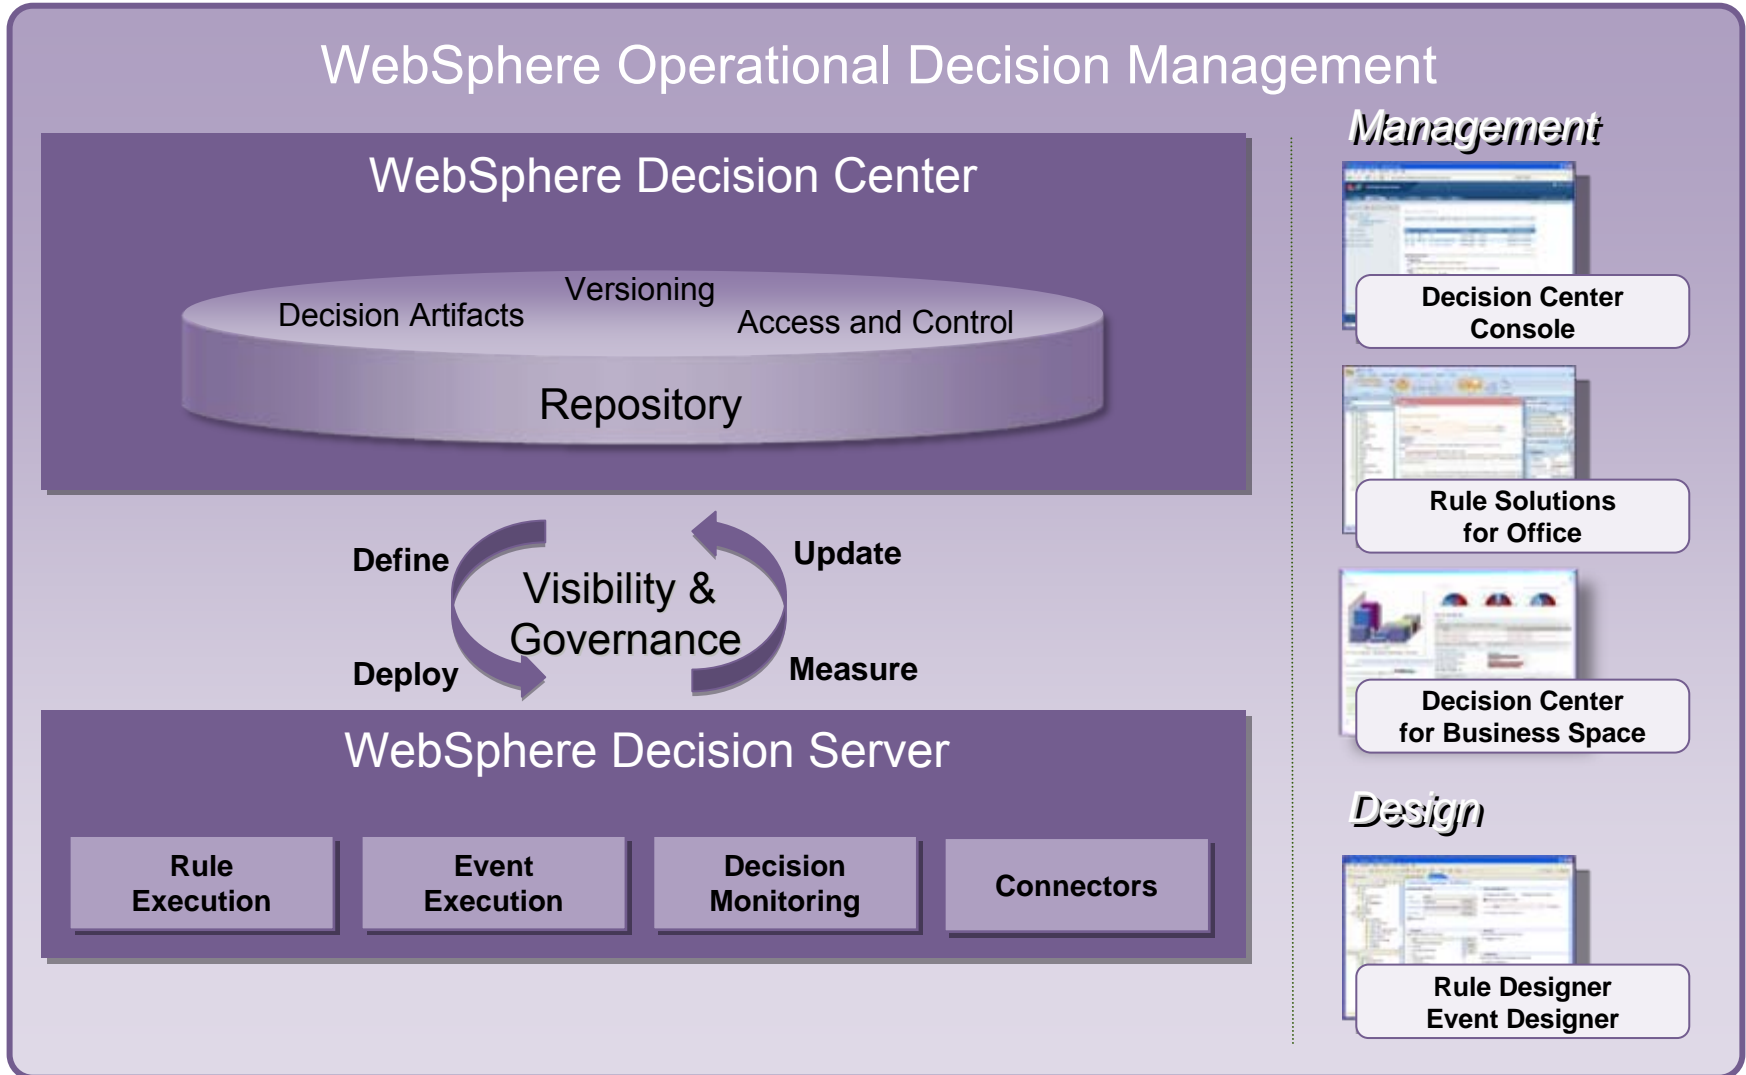 WebSphere Operational Decision Management
WebSphere Decision Center
Versioning
Decision Artifacts
Access and Control
Repository
Define
Update
Visibility &
Governance
Deploy
Measure
WebSphere Decision Server
Rule
Execution
Event
Execution
Decision
Monitoring
Connectors
Management
Decision Center
Console
Rule Solutions
for Office
Decision Center
for Business Space
Design
Rule Designer
Event Designer